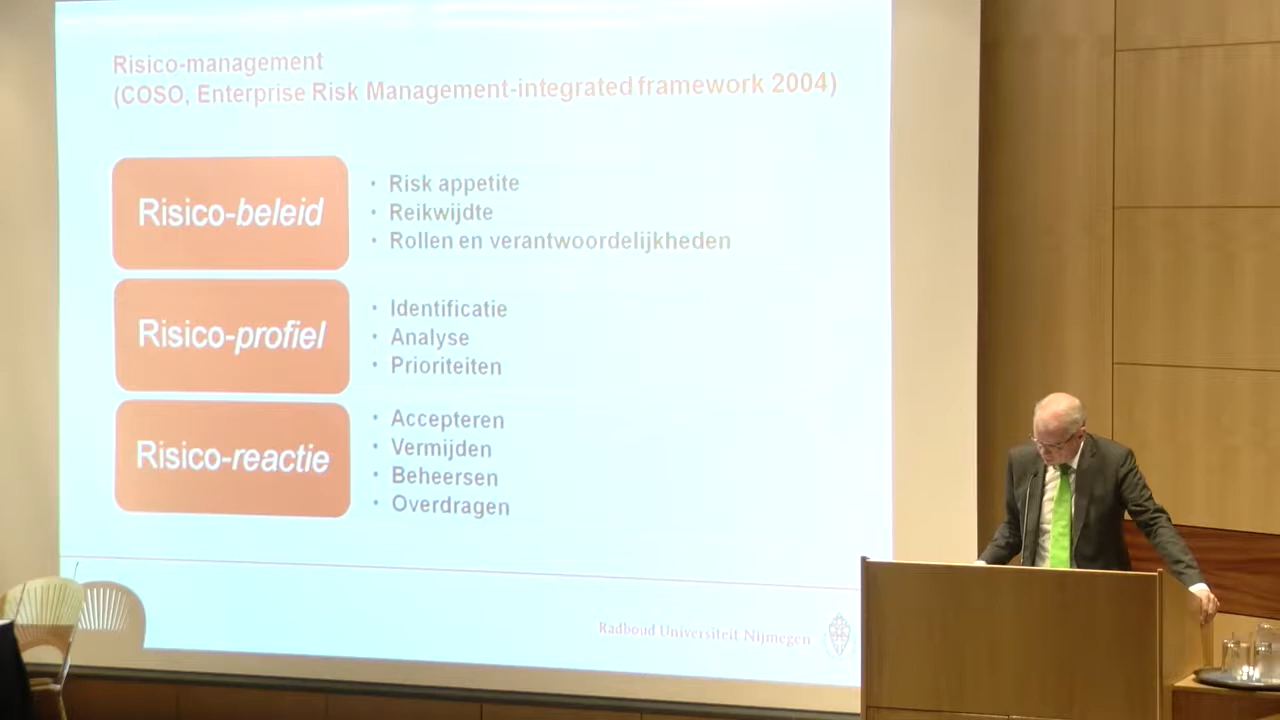 Risico-management
(COSO, Enterprise Risk Management-integrated framework 2004)
Risico-beleid
• Risk appetite
• Reikwijdte
• Rollen en verantwoordelijkheden
Risico-profiel
• Identificatie
• Analyse
• Prioriteiten
Risico-reactie
• Accepteren
• Vermijden
• Beheersen
• Overdragen
Radboud Universiteit Nijmegen